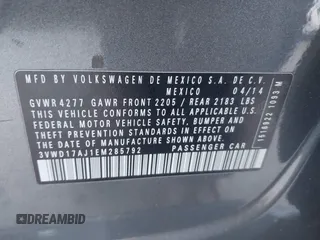 MFD. BY VOLKSWAGEN DE MEXICO S.A. DE C.V.
MEXICO 04/14
GVWR 4277 GAWR FRONT 2205 / REAR 2183 LBS
THIS VEHICLE CONFORMS TO ALL APPLICABLE U.S.
FEDERAL MOTOR VEHICLE SAFETY, BUMPER AND
THEFT PREVENTION STANDARDS IN EFFECT ON THE
DATE OF MANUFACTURE SHOWN ABOVE.
3VWD17AJ1EM285792 PASSENGER CAR
1616922 1093 M